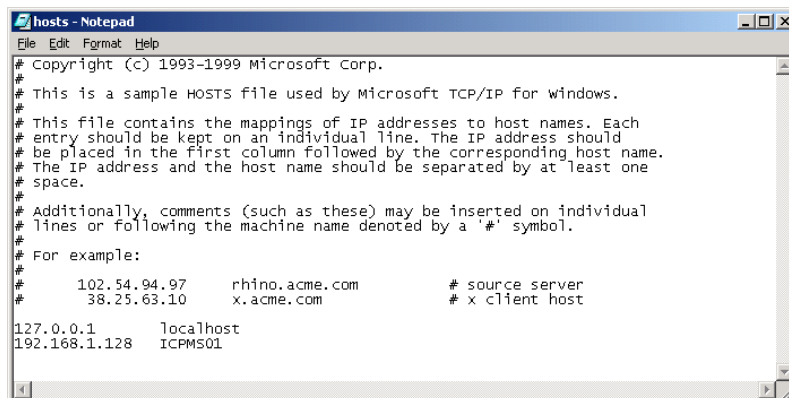 hosts - Notepad
File Edit Format Help
# Copyright (c) 1993-1999 Microsoft Corp.
#
# This is a sample HOSTS file used by Microsoft TCP/IP for Windows.
#
# This file contains the mappings of IP addresses to host names. Each
# entry should be kept on an individual line. The IP address should
# be placed in the first column followed by the corresponding host name.
# The IP address and the host name should be separated by at least one
# space.
#
# Additionally, comments (such as these) may be inserted on individual
# lines or following the machine name denoted by a '#' symbol.
#
# For example:
#
#      102.54.94.97     rhino.acme.com          # source server
#       38.25.63.10     x.acme.com              # x client host

127.0.0.1       localhost
192.168.1.128   ICPMS01